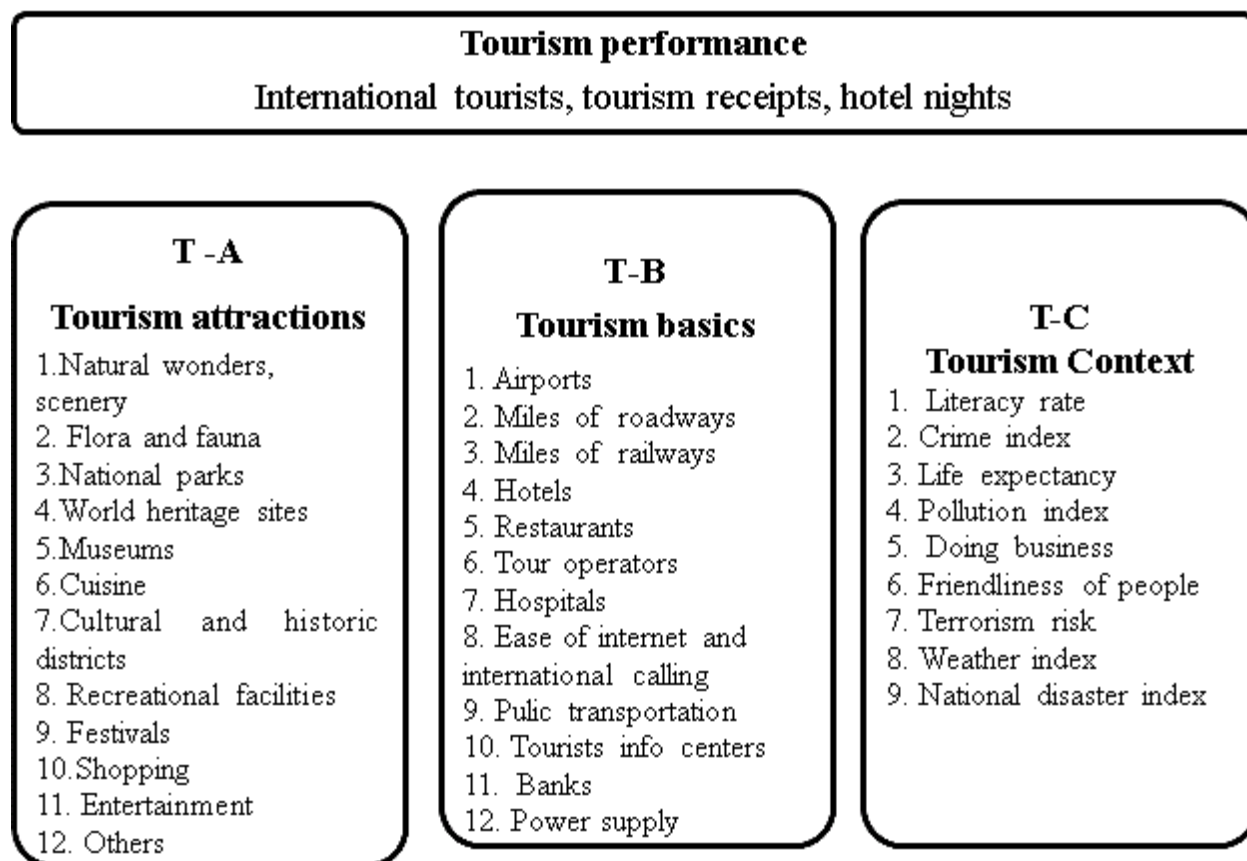 Tourism performance
International tourists, tourism receipts, hotel nights
T -A
Tourism attractions
1.Natural wonders,
scenery
2. Flora and fauna
3.National parks
4.World heritage sites
5.Museums
6.Cuisine
7.Cultural and historic
districts
8. Recreational facilities
9. Festivals
10.Shopping
11. Entertainment
12. Others
T-B
Tourism basics
1. Airports
2. Miles of roadways
3. Miles of railways
4. Hotels
5. Restaurants
6. Tour operators
7. Hospitals
8. Ease of internet and
international calling
9. Pulic transportation
10. Tourists info centers
11. Banks
12. Power supply
T-C
Tourism Context
1. Literacy rate
2. Crime index
3. Life expectancy
4. Pollution index
5. Doing business
6. Friendliness of people
7. Terrorism risk
8. Weather index
9. National disaster index